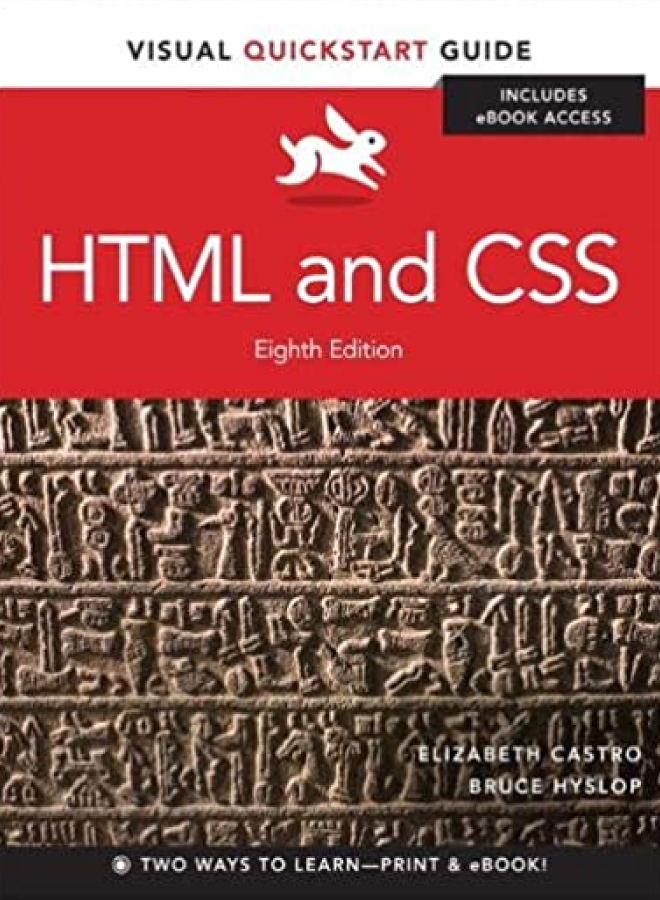 VISUAL QUICKSTART GUIDE
INCLUDES
eBOOK ACCESS
HTML and CSS
Eighth Edition
ELIZABETH CASTRO
BRUCE HYSLOP
TWO WAYS TO LEARN—PRINT & eBOOK!